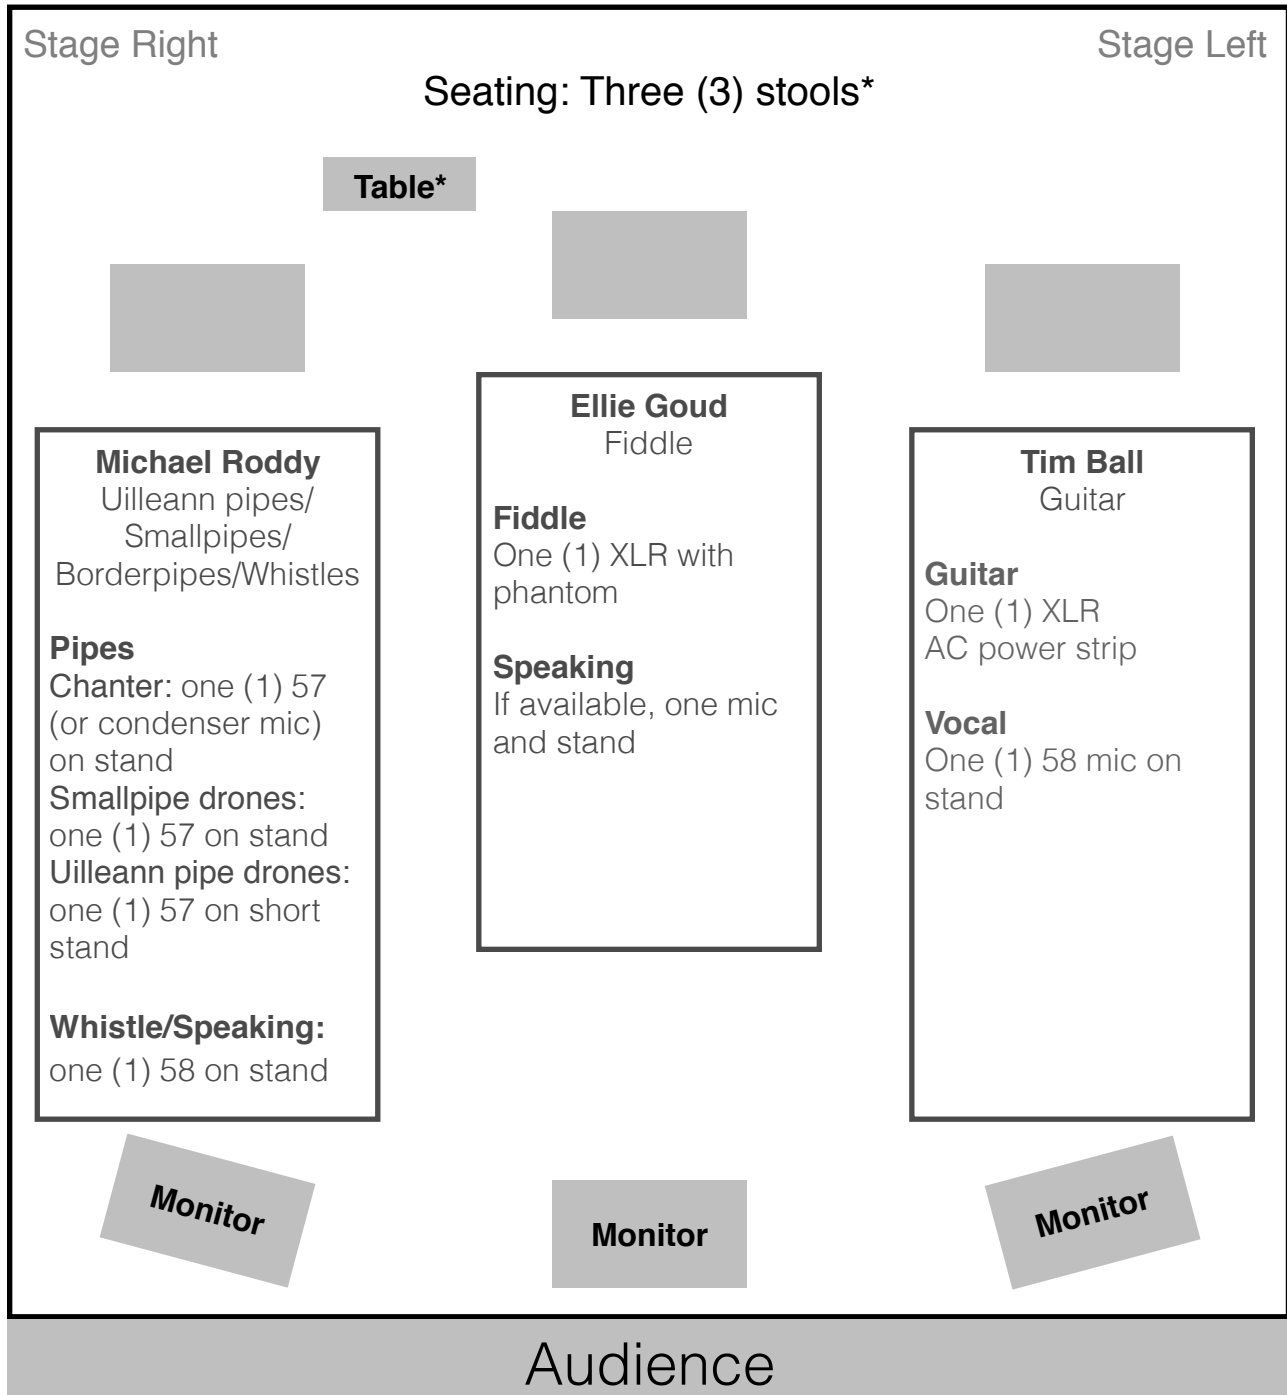 Stage Right
Stage Left
Seating: Three (3) stools*
Table*
Michael Roddy
Uilleann pipes/
Smallpipes/
Borderpipes/Whistles
Pipes
Chanter: one (1) 57
(or condenser mic)
on stand
Smallpipe drones:
one (1) 57 on stand
Uilleann pipe drones:
one (1) 57 on short
stand
Whistle/Speaking:
one (1) 58 on stand
Ellie Goud
Fiddle
Fiddle
One (1) XLR with
phantom
Speaking
If available, one mic
and stand
Tim Ball
Guitar
Guitar
One (1) XLR
AC power strip
Vocal
One (1) 58 mic on
stand
Monitor
Monitor
Monitor
Audience